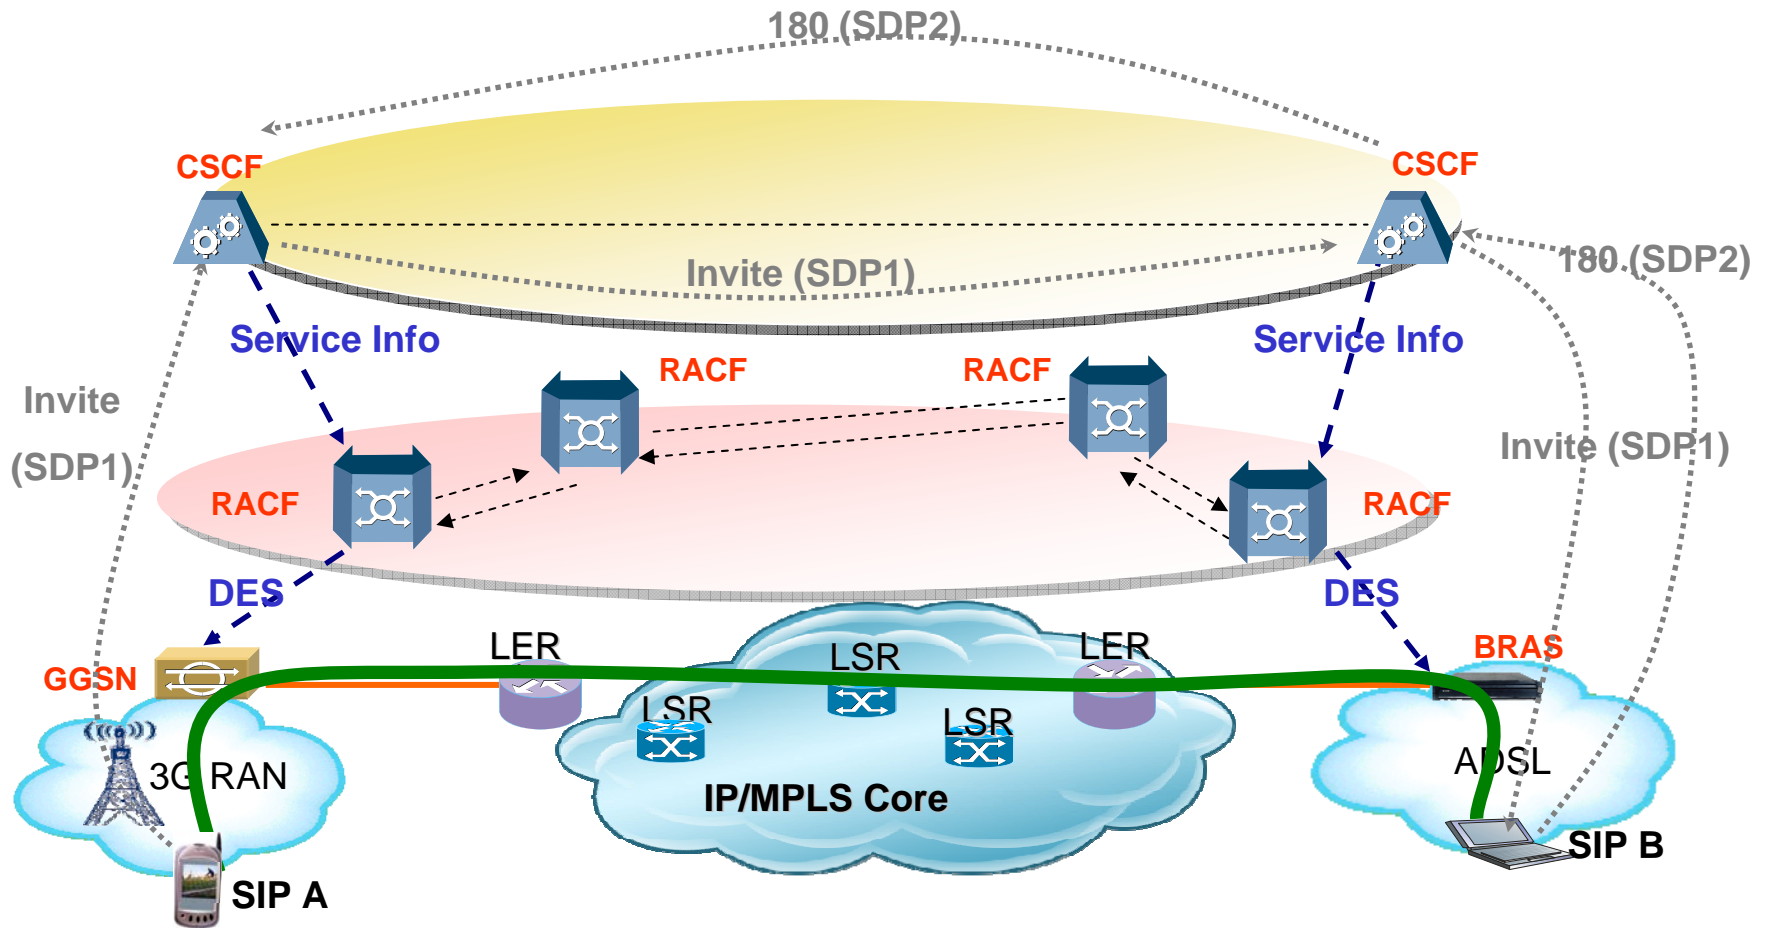 180 (SDP2)
CSCF
CSCF
Invite (SDP1)
180 (SDP2)
Service Info
Service Info
RACF
RACF
Invite
(SDP1)
Invite (SDP1)
RACF
RACF
DES
DES
LER
LSR
LER
BRAS
GGSN
LSR
LSR
3G RAN
ADSL
IP/MPLS Core
SIP B
SIP A